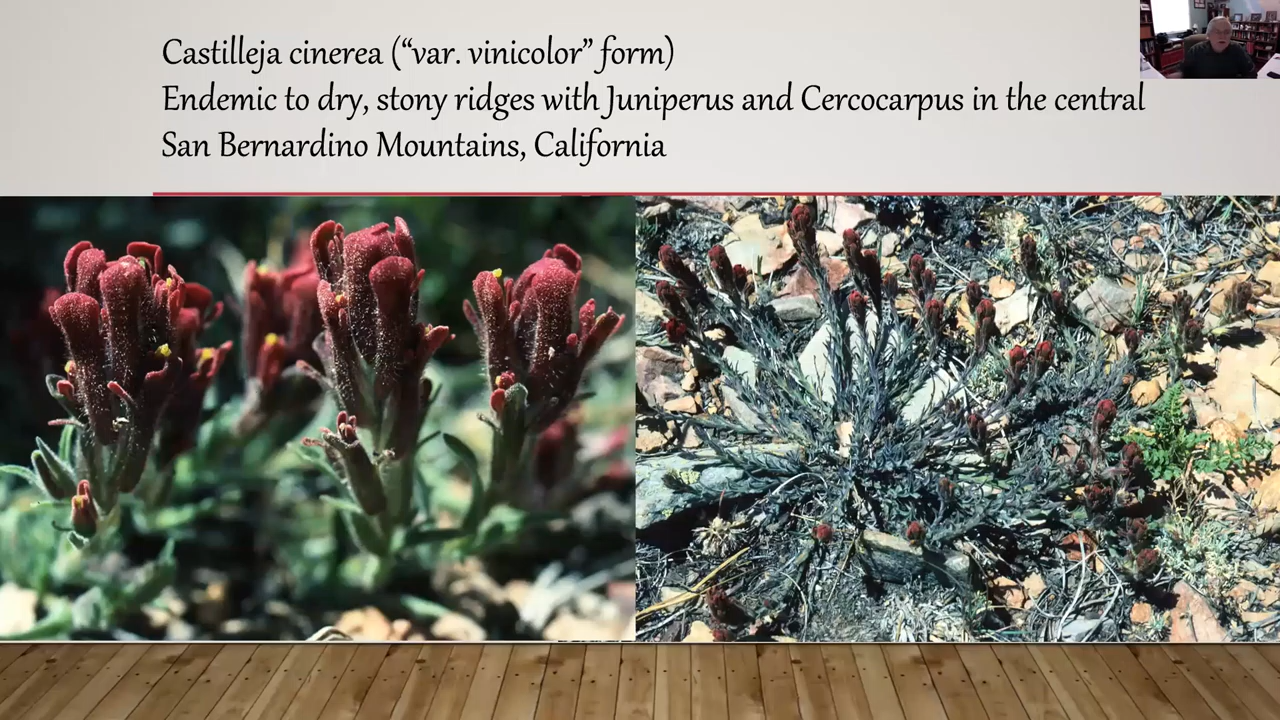 Castilleja cinerea (“var. vinicolor” form)
Endemic to dry, stony ridges with Juniperus and Cercocarpus in the central
San Bernardino Mountains, California